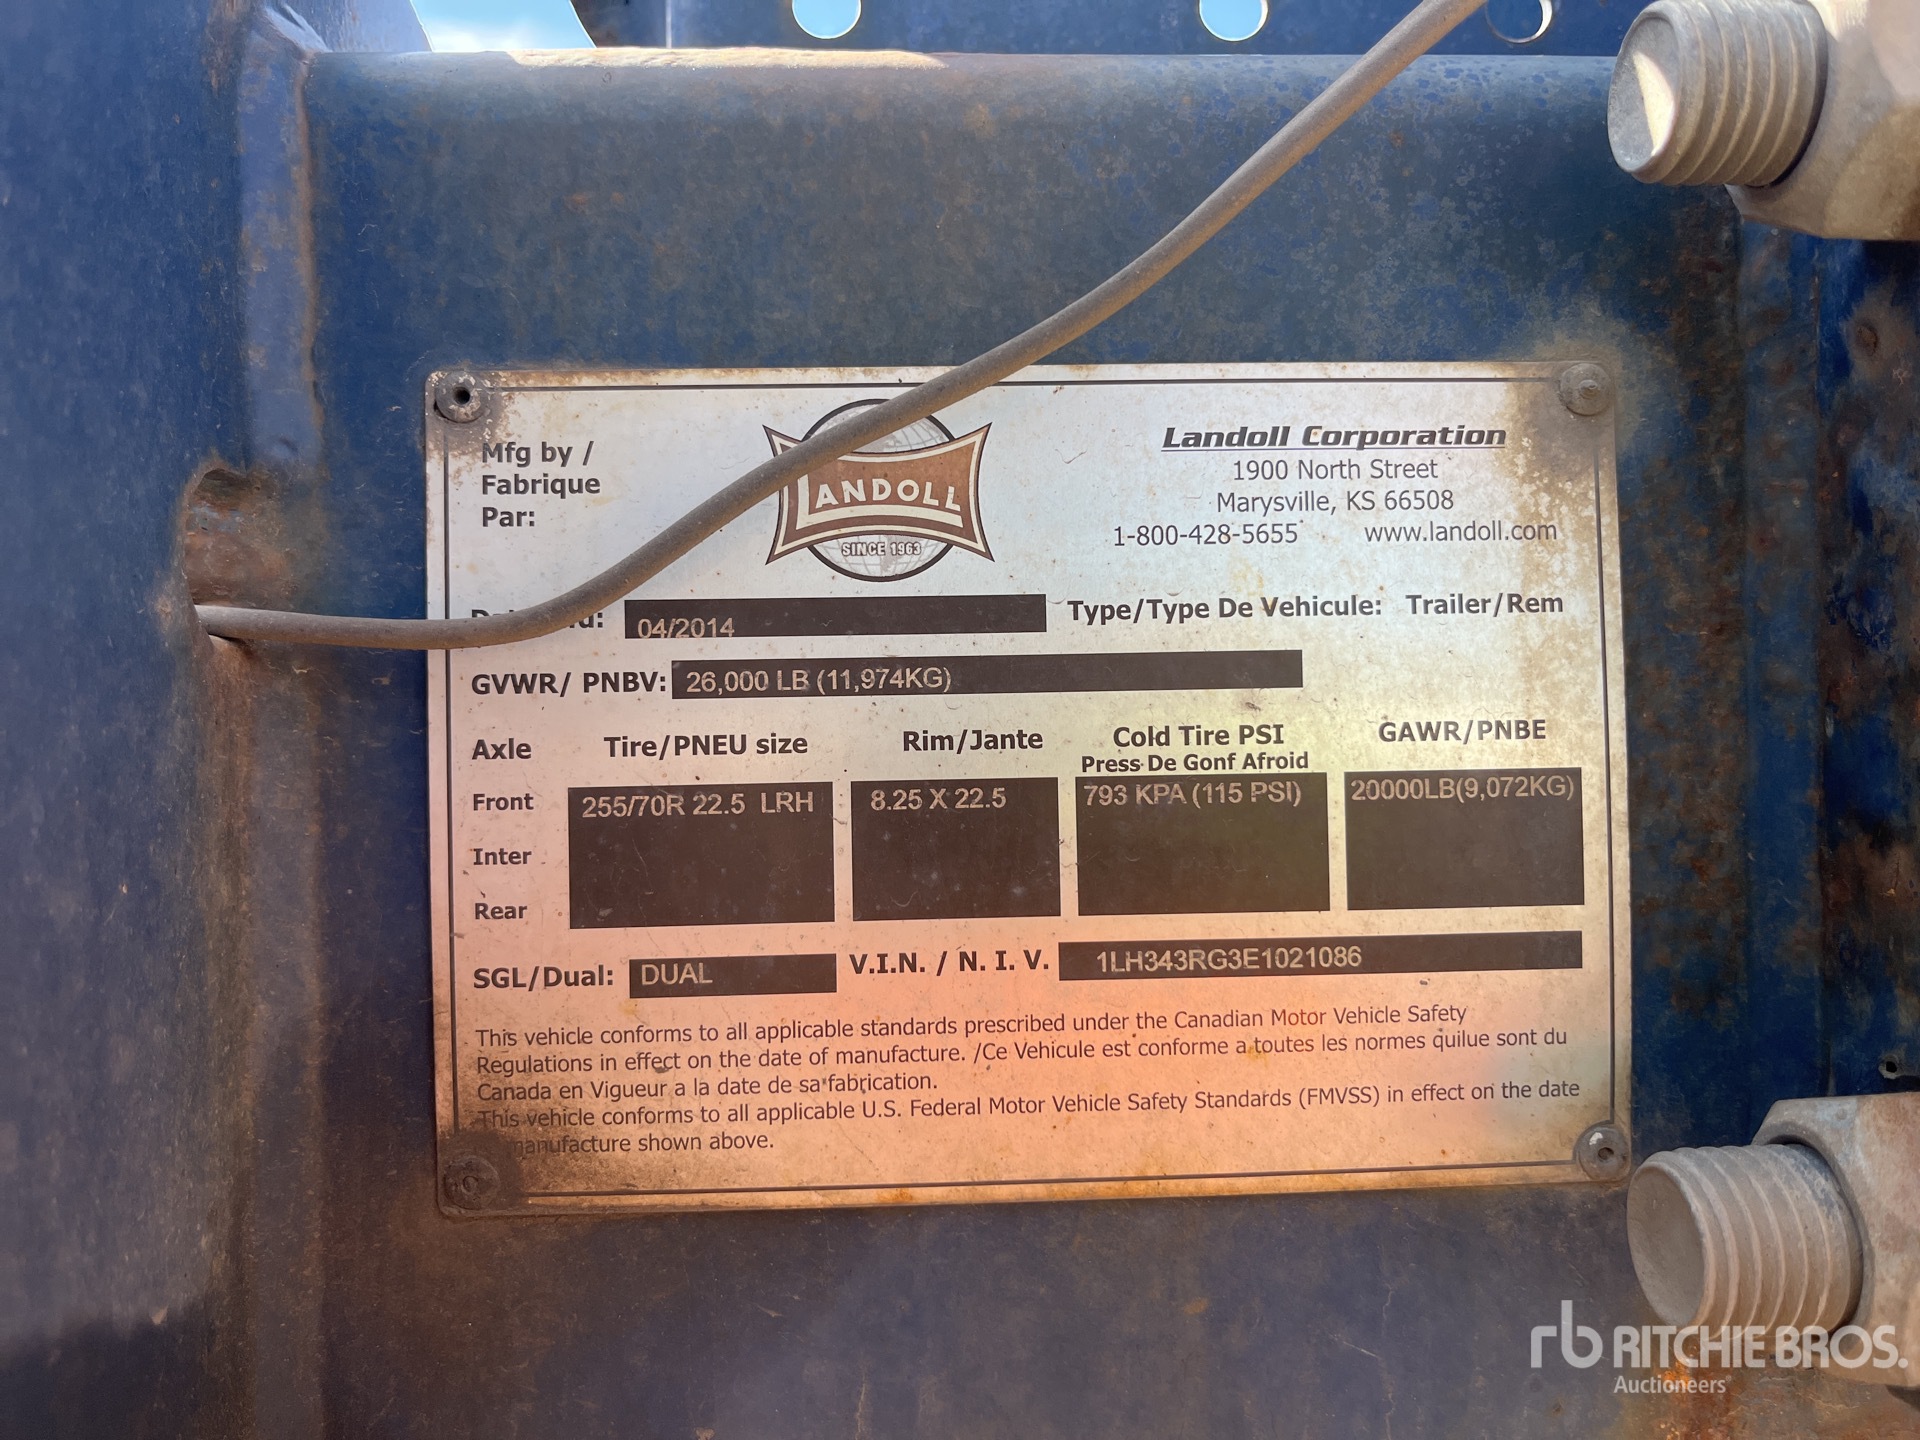 Mfg by /
Fabrique
Par:
LANDOLL
SINCE 1963
Landoll Corporation
1900 North Street
Marysville, KS 66508
1-800-428-5655 www.landoll.com
04/2014 Type/Type De Vehicule: Trailer/Rem
GVWR/ PNBV: 26,000 LB (11,974KG)
Axle Tire/PNEU size Rim/Jante Cold Tire PSI GAWR/PNBE
Press De Gonf Afroid
Front 255/70R 22.5 LRH 8.25 X 22.5 793 KPA (115 PSI) 20000LB(9,072KG)
Inter
Rear
SGL/Dual: DUAL V.I.N. / N. I. V. 1LH343RG3E1021086
This vehicle conforms to all applicable standards prescribed under the Canadian Motor Vehicle Safety
Regulations in effect on the date of manufacture. /Ce Vehicule est conforme a toutes les normes quilue sont du
Canada en Vigueur a la date de sa fabrication.
This vehicle conforms to all applicable U.S. Federal Motor Vehicle Safety Standards (FMVSS) in effect on the date
manufacture shown above.
rb RITCHIE BROS.
Auctioneers